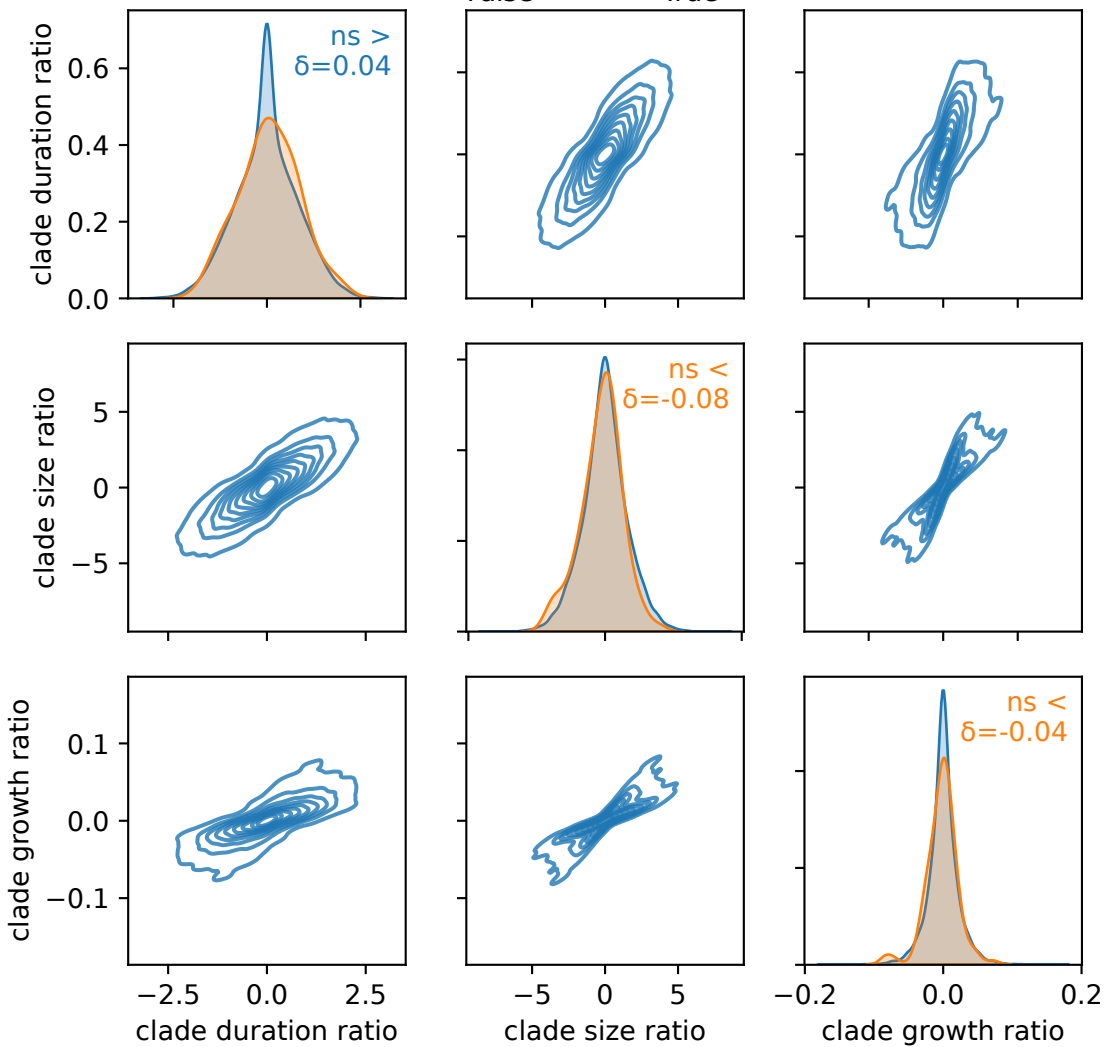 clade duration ratio
0.6
0.4
0.2
0.0
ns >
δ=0.04
clade size ratio
5
0
−5
ns <
δ=-0.08
clade growth ratio
0.1
0.0
−0.1
ns <
δ=-0.04
−2.5 0.0 2.5
clade duration ratio
−5 0 5
clade size ratio
−0.2 0.0 0.2
clade growth ratio